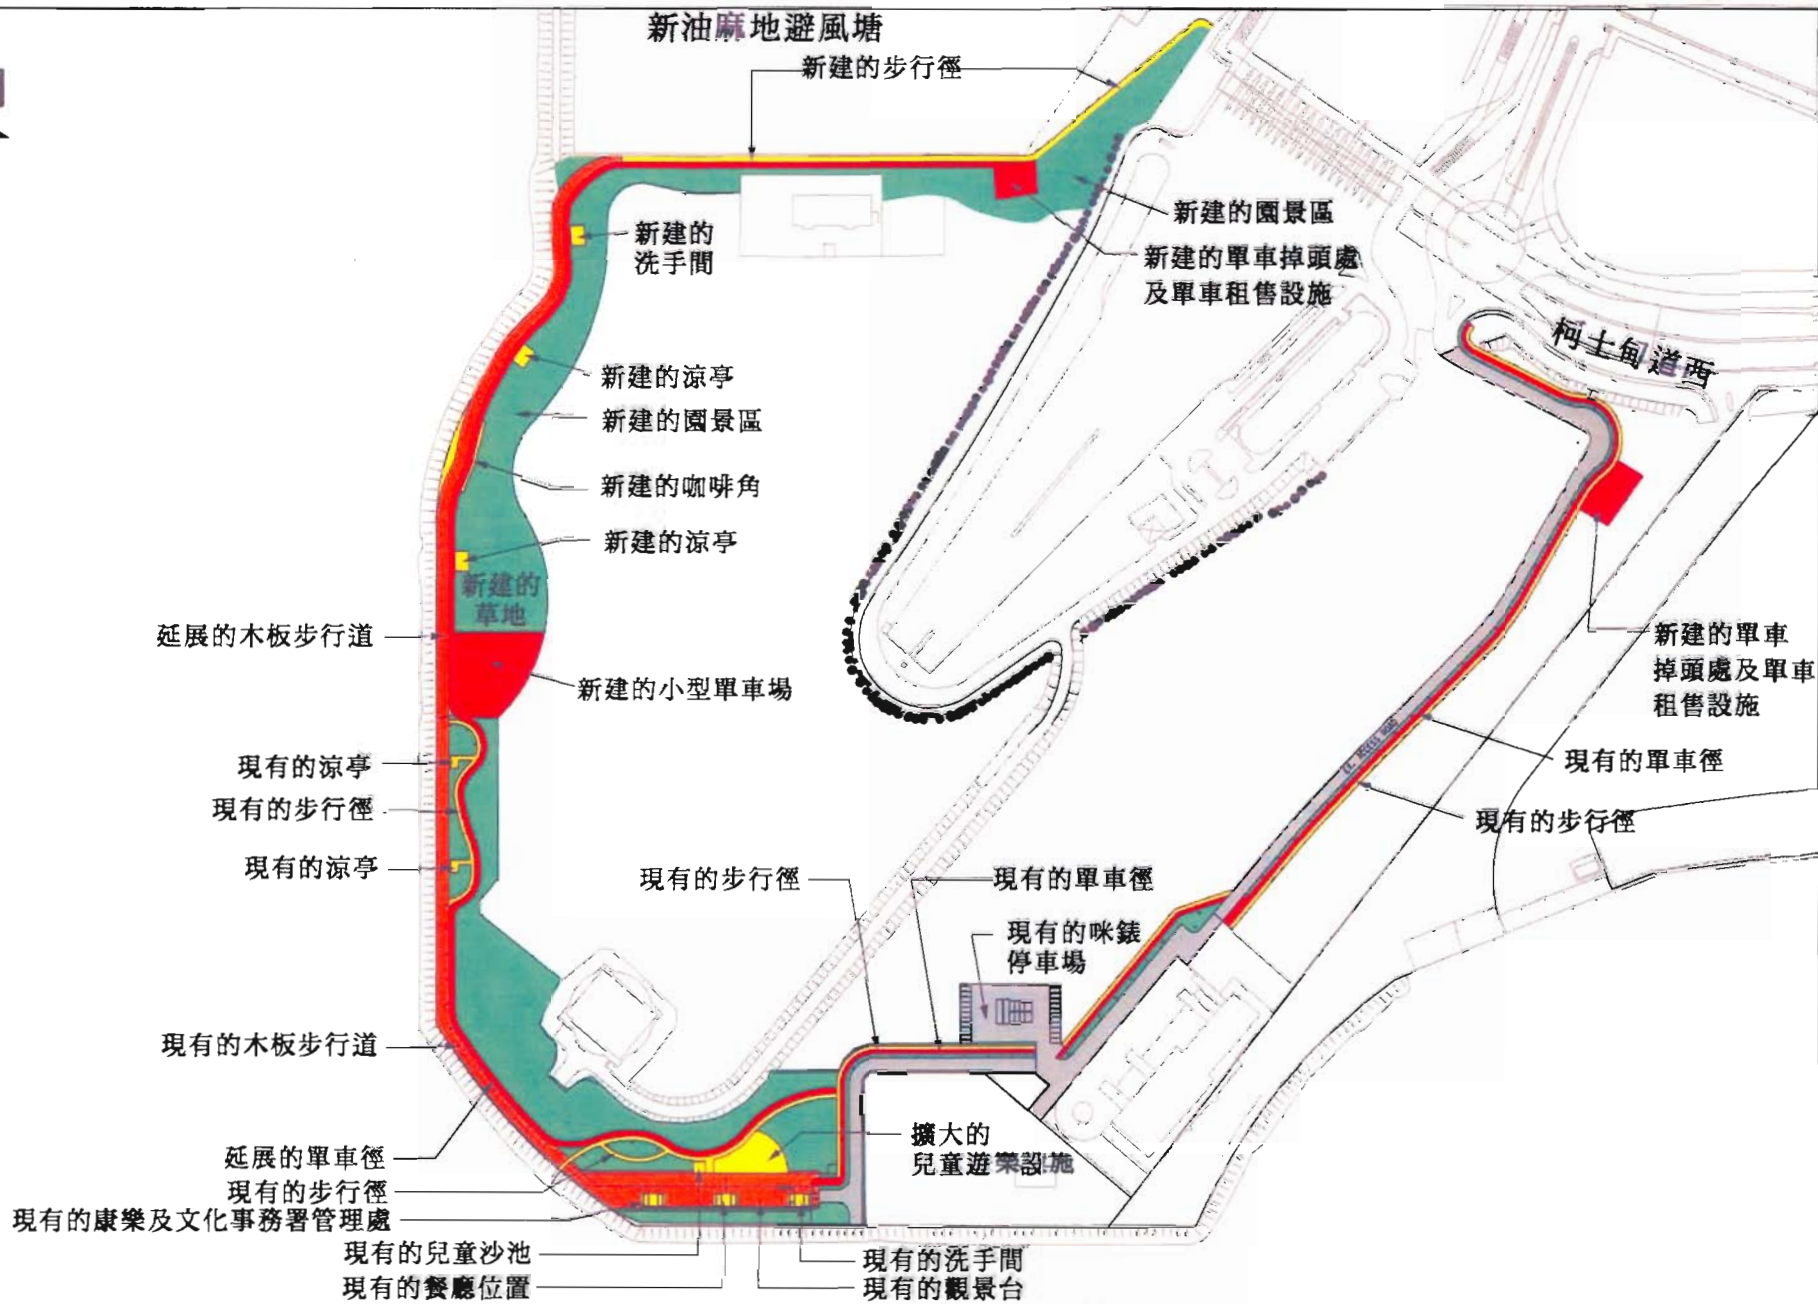 新油麻地避風塘
新建的步行徑
新建的園景區
新建的單車掉頭處
及單車租售設施
新建的
洗手間
柯士甸道西
新建的涼亭
新建的園景區
新建的咖啡角
新建的涼亭
新建的
草地
延展的木板步行道
新建的小型單車場
新建的單車
掉頭處及單車
租售設施
現有的涼亭
現有的步行徑
現有的涼亭
EX. ACCESS ROAD
現有的單車徑
現有的步行徑
現有的步行徑
現有的單車徑
現有的咪錶
停車場
現有的木板步行道
擴大的
兒童遊樂設施
延展的單車徑
現有的步行徑
現有的康樂及文化事務署管理處
現有的兒童沙池
現有的餐廳位置
現有的洗手間
現有的觀景台